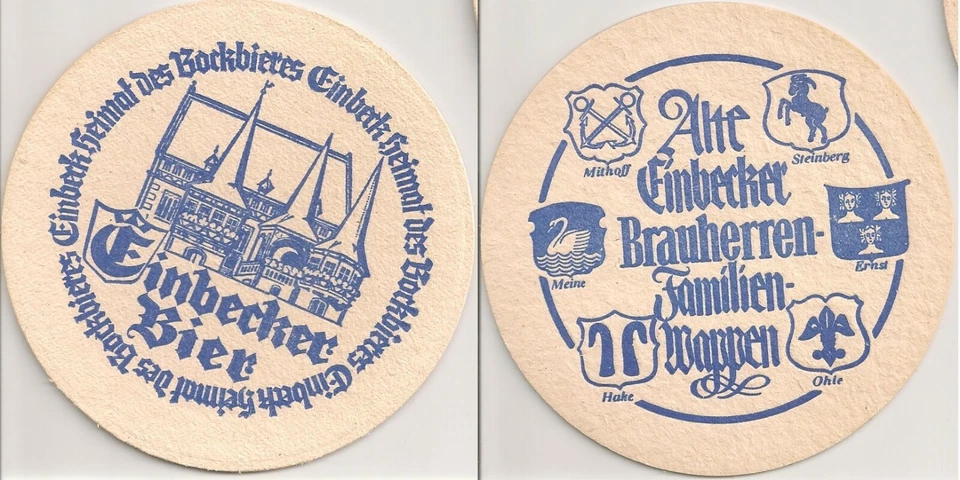 Einbeck Heimat des Bockbieres Einbeck Heimat des Bockbieres Einbeck Heimat des Bockbieres
Einbecker
Bier
Alte
Einbecker
Brauherren-
Familien-
Wappen
Mithoff
Steinberg
Meine
Ernst
Hake
Ohle